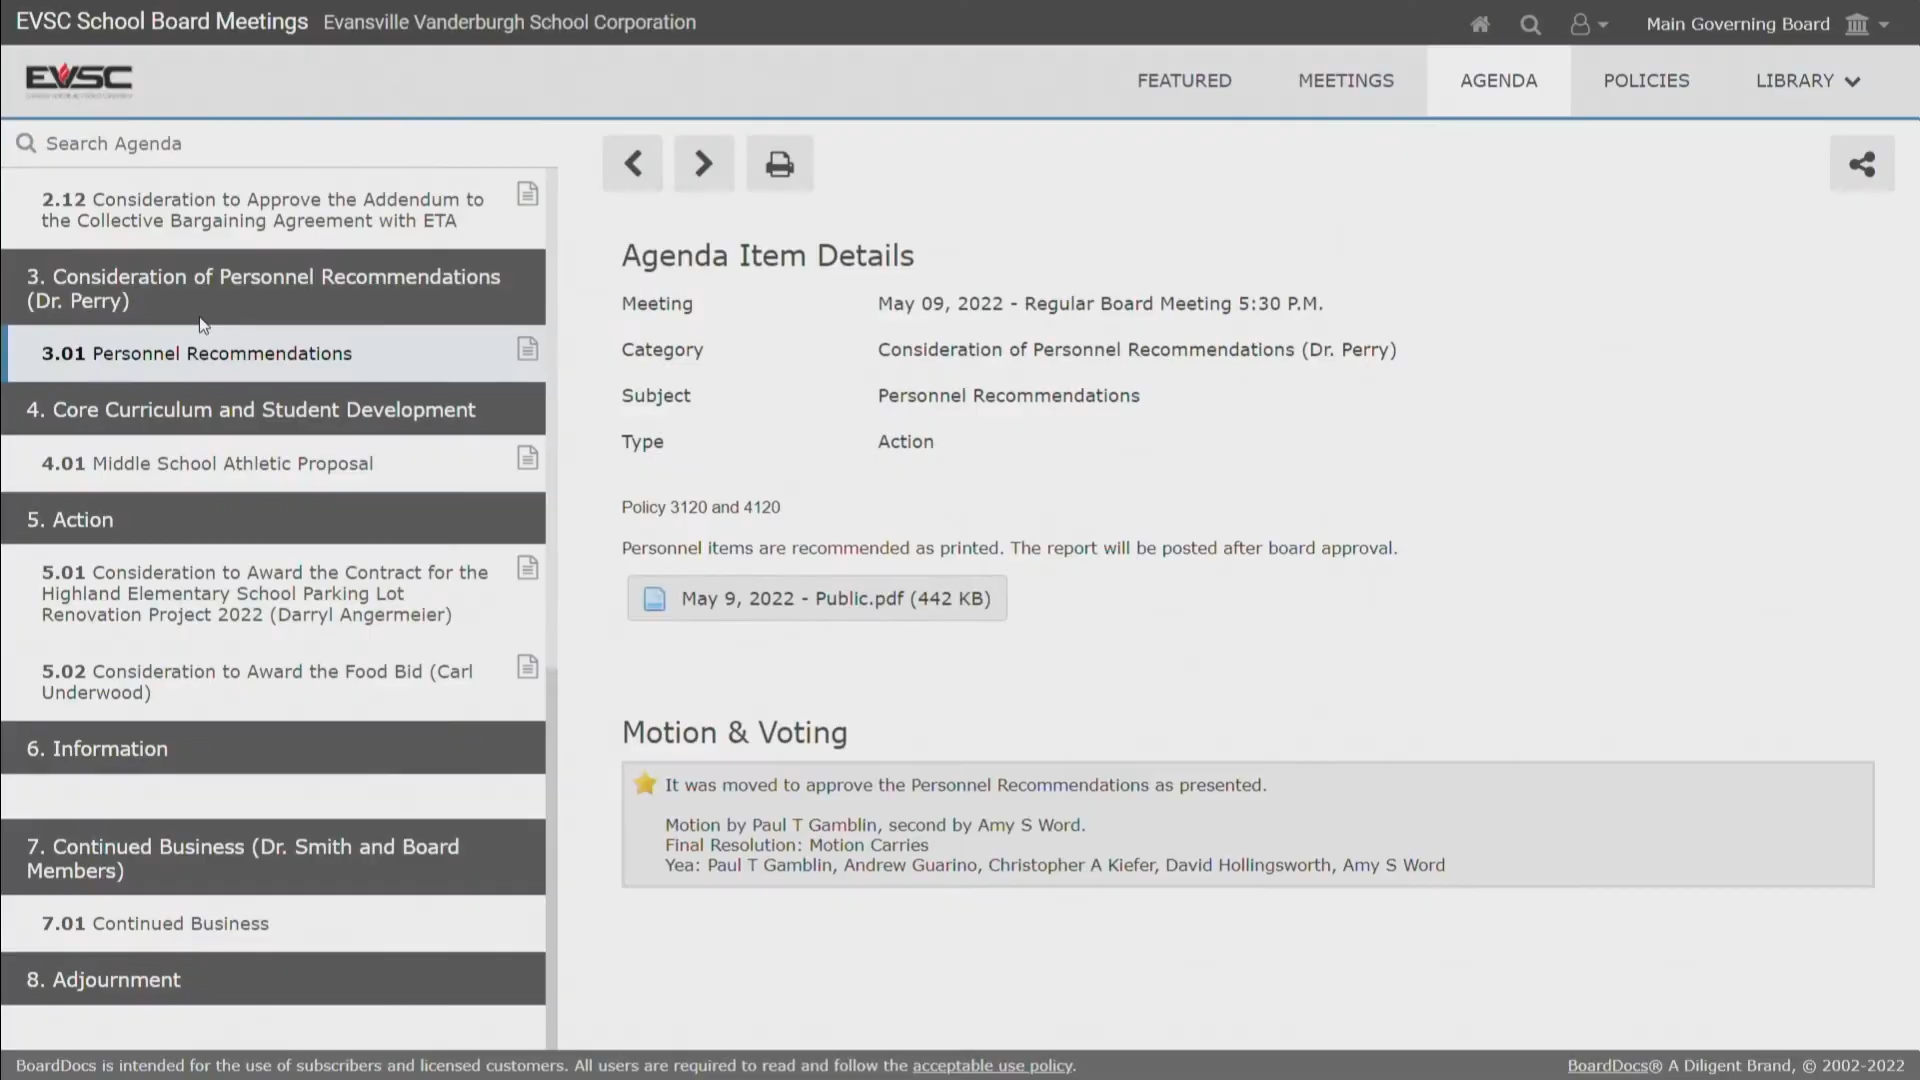 EVSC School Board Meetings Evansville Vanderburgh School Corporation
Main Governing Board
EVSC
FEATURED MEETINGS AGENDA POLICIES LIBRARY
Search Agenda
2.12 Consideration to Approve the Addendum to
the Collective Bargaining Agreement with ETA
3. Consideration of Personnel Recommendations
(Dr. Perry)
3.01 Personnel Recommendations
4. Core Curriculum and Student Development
4.01 Middle School Athletic Proposal
5. Action
5.01 Consideration to Award the Contract for the
Highland Elementary School Parking Lot
Renovation Project 2022 (Darryl Angermeier)
5.02 Consideration to Award the Food Bid (Carl
Underwood)
6. Information
7. Continued Business (Dr. Smith and Board
Members)
7.01 Continued Business
8. Adjournment
Agenda Item Details
Meeting May 09, 2022 - Regular Board Meeting 5:30 P.M.
Category Consideration of Personnel Recommendations (Dr. Perry)
Subject Personnel Recommendations
Type Action
Policy 3120 and 4120
Personnel items are recommended as printed. The report will be posted after board approval.
May 9, 2022 - Public.pdf (442 KB)
Motion & Voting
It was moved to approve the Personnel Recommendations as presented.
Motion by Paul T Gamblin, second by Amy S Word.
Final Resolution: Motion Carries
Yea: Paul T Gamblin, Andrew Guarino, Christopher A Kiefer, David Hollingsworth, Amy S Word
BoardDocs is intended for the use of subscribers and licensed customers. All users are required to read and follow the acceptable use policy.
BoardDocs® A Diligent Brand, © 2002-2022